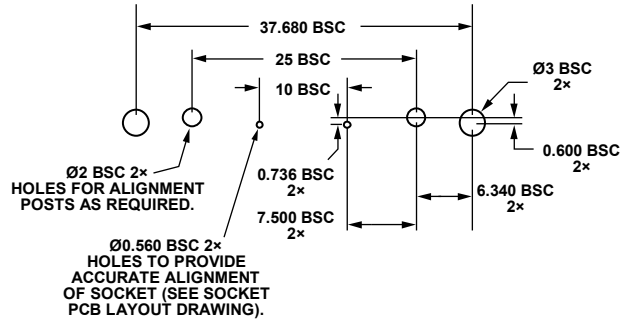 37.680 BSC
25 BSC
10 BSC
Ø3 BSC
2×
0.600 BSC
2×
0.736 BSC
2×
6.340 BSC
2×
7.500 BSC
2×
Ø2 BSC 2×
HOLES FOR ALIGNMENT
POSTS AS REQUIRED.
Ø0.560 BSC 2×
HOLES TO PROVIDE
ACCURATE ALIGNMENT
OF SOCKET (SEE SOCKET
PCB LAYOUT DRAWING).